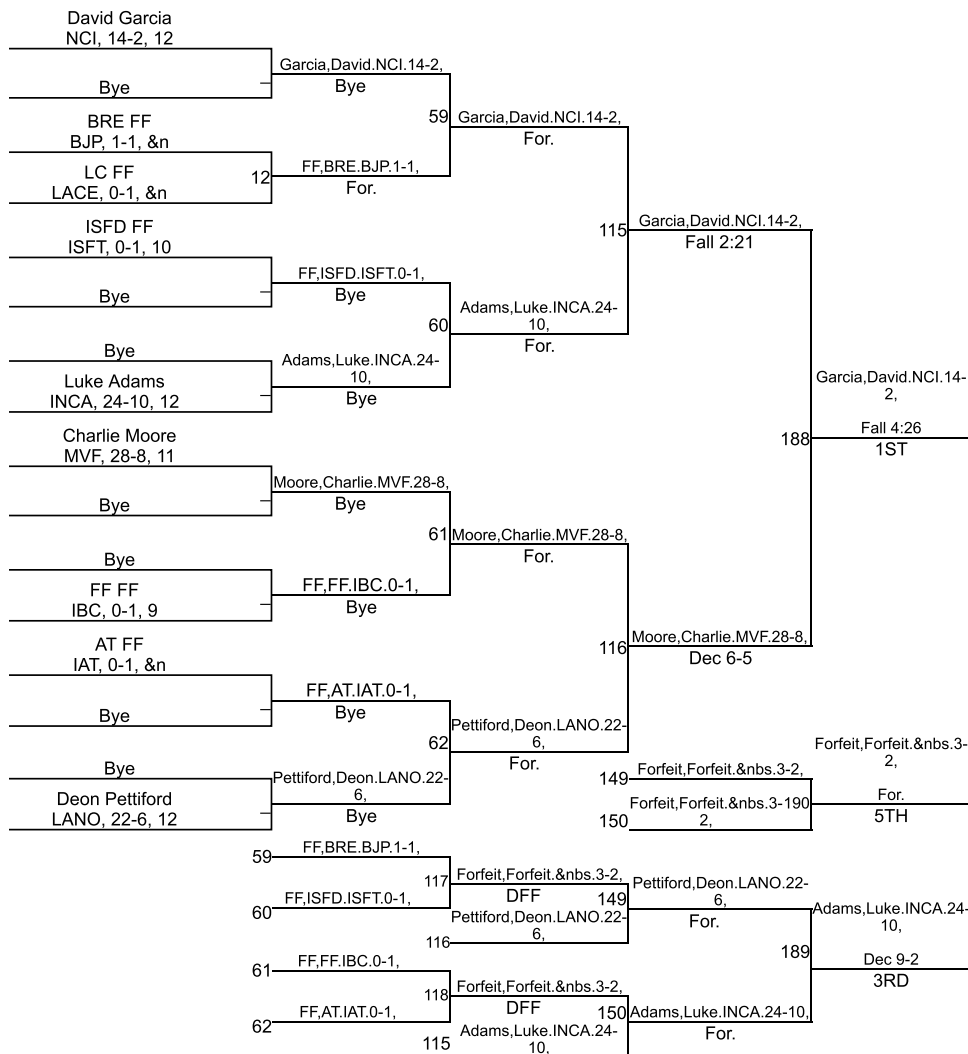 David Garcia
NCI, 14-2, 12
Garcia,David.NCI.14-2,
Bye
Bye
59
Garcia,David.NCI.14-2,
For.
BRE FF
BJP, 1-1, &n
12
FF,BRE.BJP.1-1,
For.
LC FF
LACE, 0-1, &n
115
Garcia,David.NCI.14-2,
Fall 2:21
ISFD FF
ISFT, 0-1, 10
FF,ISFD.ISFT.0-1,
Bye
Bye
60
Adams,Luke.INCA.24-
10,
For.
Bye
Adams,Luke.INCA.24-
10,
Bye
Luke Adams
INCA, 24-10, 12
Garcia,David.NCI.14-
2,
188
Fall 4:26
1ST
Charlie Moore
MVF, 28-8, 11
Moore,Charlie.MVF.28-8,
Bye
Bye
61
Moore,Charlie.MVF.28-8,
For.
Bye
FF,FF.IBC.0-1,
Bye
FF FF
IBC, 0-1, 9
116
Moore,Charlie.MVF.28-8,
Dec 6-5
AT FF
IAT, 0-1, &n
FF,AT.IAT.0-1,
Bye
Bye
62
Pettiford,Deon.LANO.22-
6,
For.
Bye
Pettiford,Deon.LANO.22-
6,
Bye
Deon Pettiford
LANO, 22-6, 12
149
Forfeit,Forfeit.&nbs.3-2,
150
Forfeit,Forfeit.&nbs.3-190
2,
Forfeit,Forfeit.&nbs.3-
2,
For.
5TH
59
FF,BRE.BJP.1-1,
60
FF,ISFD.ISFT.0-1,
117
Forfeit,Forfeit.&nbs.3-2,
DFF
116
Pettiford,Deon.LANO.22-
6,
149
Pettiford,Deon.LANO.22-
6,
For.
61
FF,FF.IBC.0-1,
62
FF,AT.IAT.0-1,
118
Forfeit,Forfeit.&nbs.3-2,
DFF
115
Adams,Luke.INCA.24-
10,
150
Adams,Luke.INCA.24-10,
For.
189
Adams,Luke.INCA.24-
10,
Dec 9-2
3RD